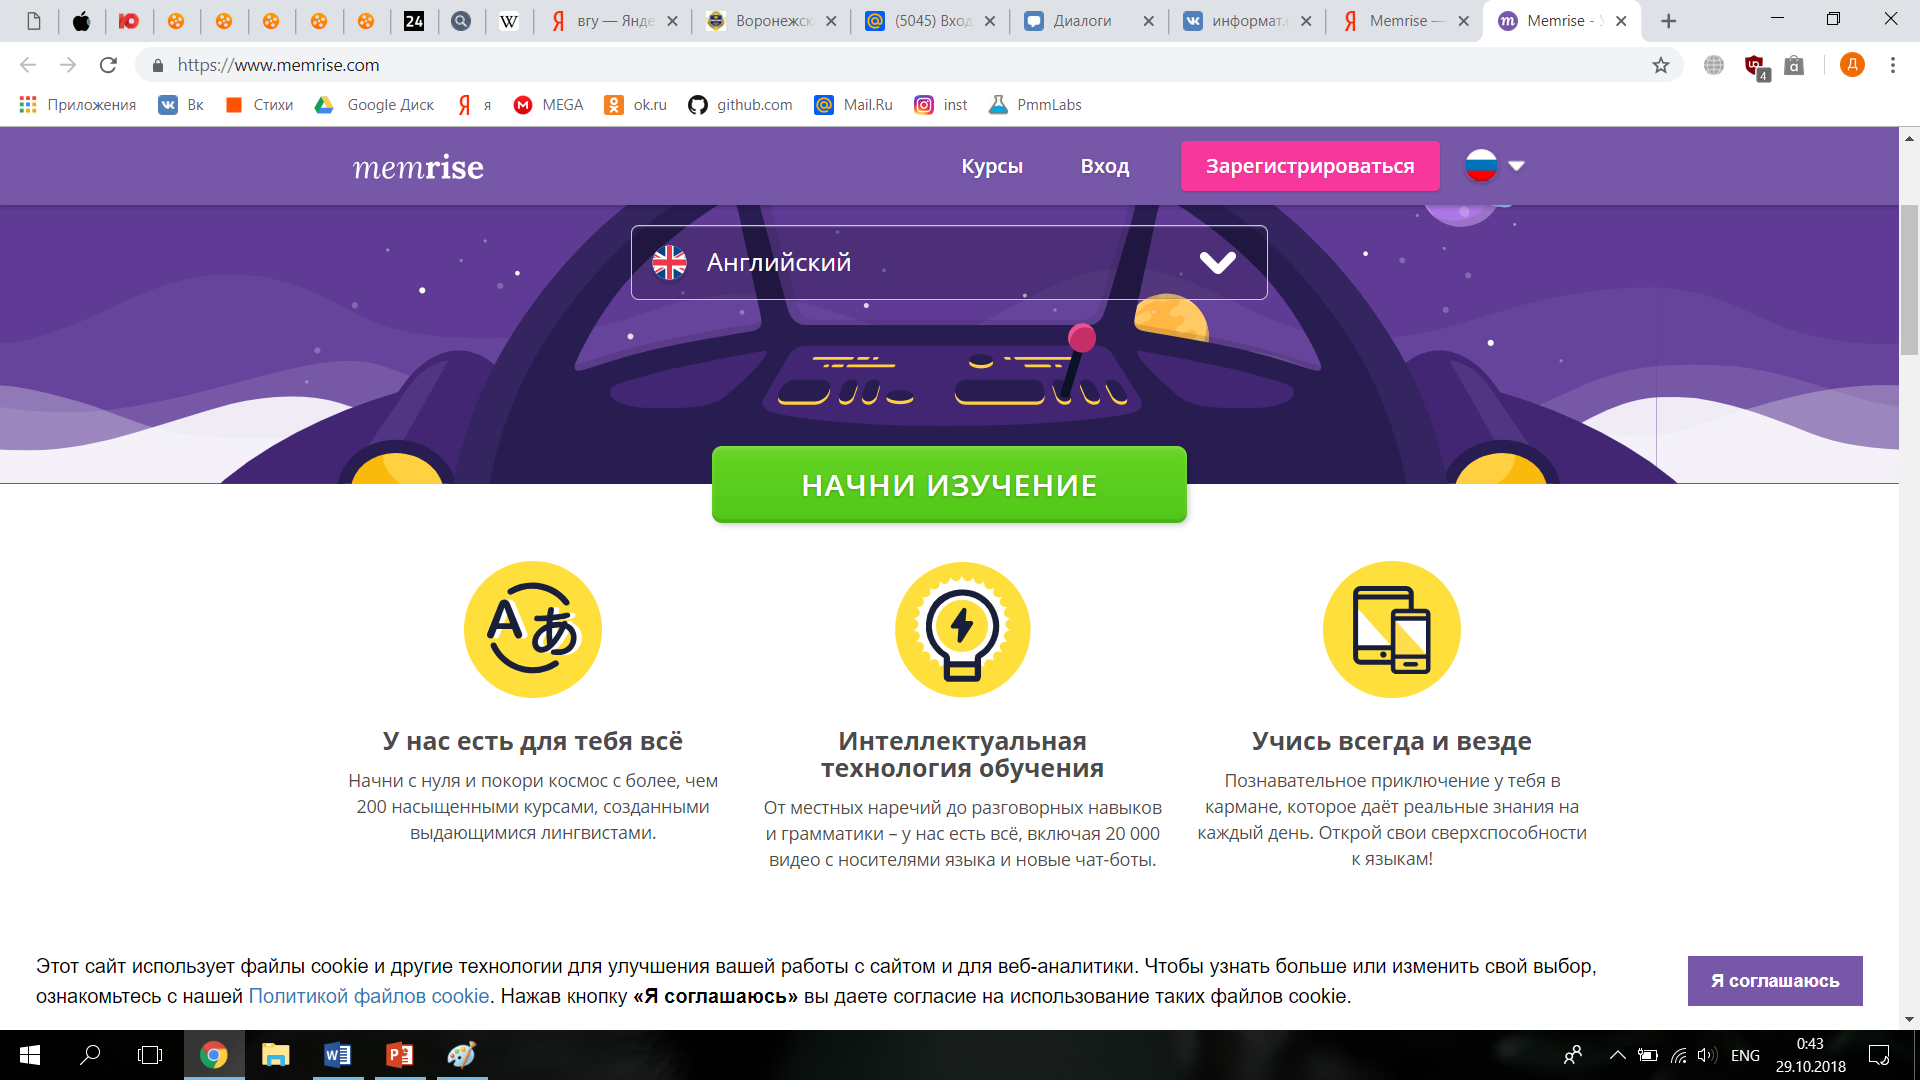 24
W
вгу — Янде
Воронежск
(5045) Вход
Диалоги
информат.
Memrise —
Memrise - У
https://www.memrise.com
4
Д
Приложения
Вк
Стихи
Google Диск
я
MEGA
ok.ru
github.com
Mail.Ru
inst
PmmLabs
memrise
Курсы
Вход
Зарегистрироваться
Английский
НАЧНИ ИЗУЧЕНИЕ
A あ
У нас есть для тебя всё
Начни с нуля и покори космос с более, чем
200 насыщенными курсами, созданными
выдающимися лингвистами.
Интеллектуальная
технология обучения
От местных наречий до разговорных навыков
и грамматики – у нас есть всё, включая 20 000
видео с носителями языка и новые чат-боты.
Учись всегда и везде
Познавательное приключение у тебя в
кармане, которое даёт реальные знания на
каждый день. Открой свои сверхспособности
к языкам!
Этот сайт использует файлы cookie и другие технологии для улучшения вашей работы с сайтом и для веб-аналитики. Чтобы узнать больше или изменить свой выбор,
ознакомьтесь с нашей Политикой файлов cookie. Нажав кнопку «Я соглашаюсь» вы даете согласие на использование таких файлов cookie.
Я соглашаюсь
ENG
0:43
29.10.2018